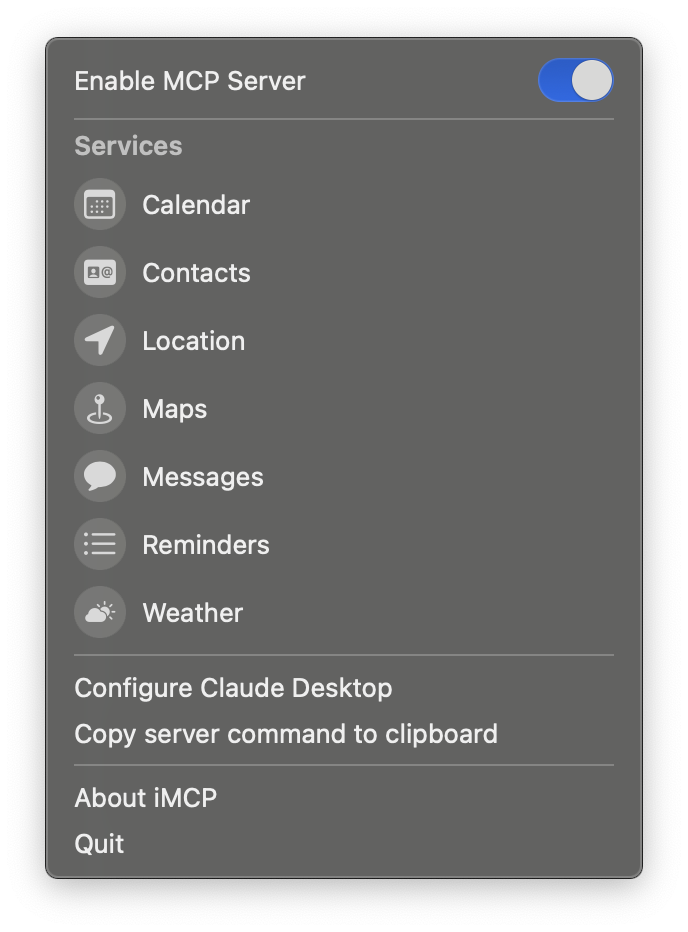 Enable MCP Server
Services
Calendar
Contacts
Location
Maps
Messages
Reminders
Weather
Configure Claude Desktop
Copy server command to clipboard
About iMCP
Quit